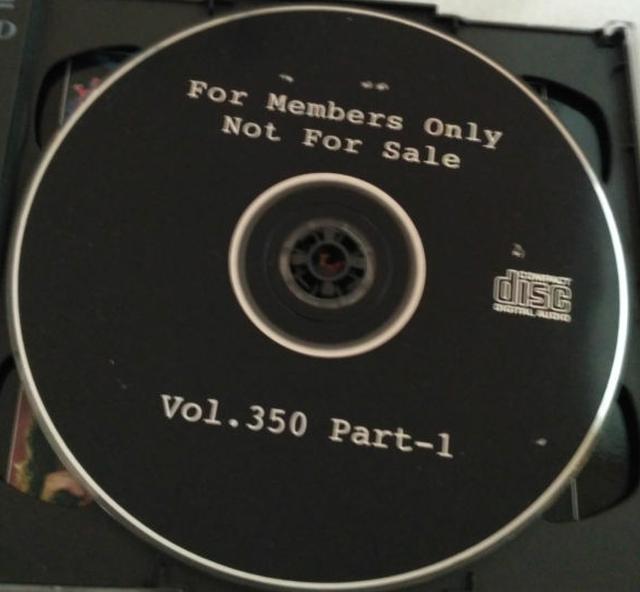 For Members Only
Not For Sale
COMPACT
disc
DIGITAL AUDIO
Vol.350 Part-1
D